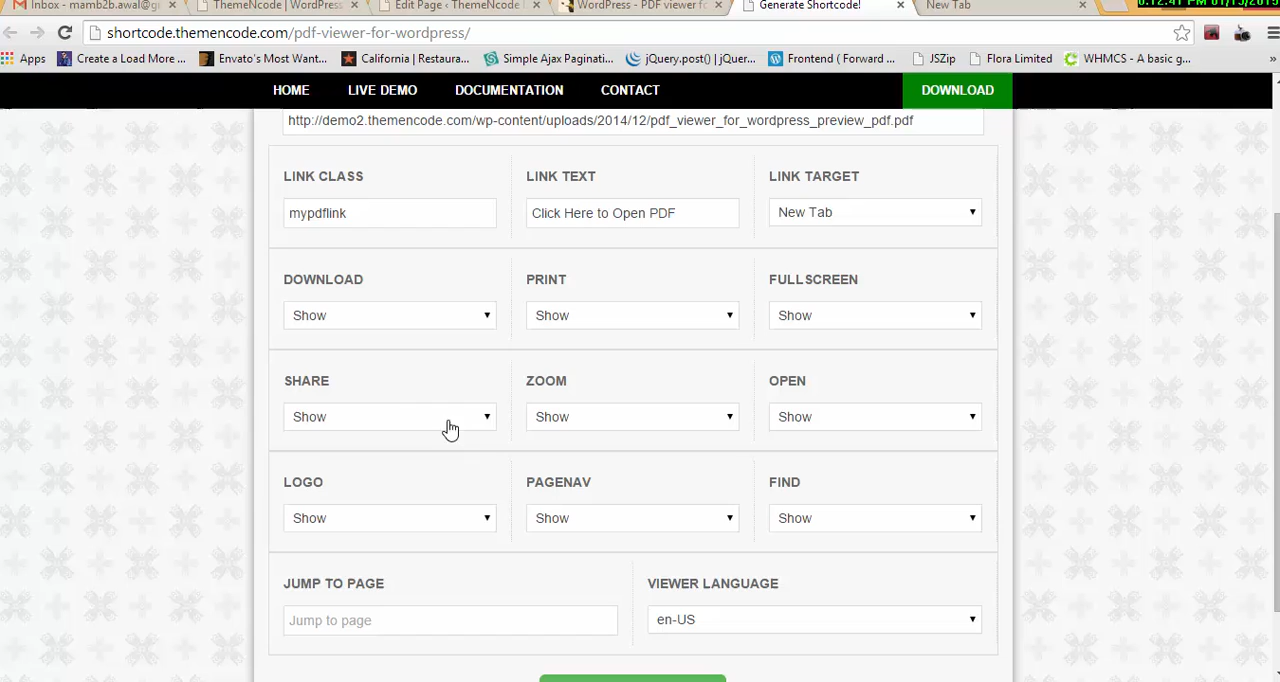 Inbox - mamb2b.awal@g
ThemeNcode | WordPress
Edit Page ‹ ThemeNcode
WordPress - PDF viewer fo
Generate Shortcode!
New Tab
shortcode.themencode.com/pdf-viewer-for-wordpress/
Apps
Create a Load More ...
Envato's Most Want...
California | Restaura...
Simple Ajax Paginati...
jQuery.post() | jQuer...
Frontend ( Forward ...
JSZip
Flora Limited
WHMCS - A basic g...
»
HOME
LIVE DEMO
DOCUMENTATION
CONTACT
DOWNLOAD
http://demo2.themencode.com/wp-content/uploads/2014/12/pdf_viewer_for_wordpress_preview_pdf.pdf
LINK CLASS
LINK TEXT
LINK TARGET
mypdflink
Click Here to Open PDF
New Tab
DOWNLOAD
PRINT
FULLSCREEN
Show
Show
Show
SHARE
ZOOM
OPEN
Show
Show
Show
LOGO
PAGENAV
FIND
Show
Show
Show
JUMP TO PAGE
VIEWER LANGUAGE
Jump to page
en-US